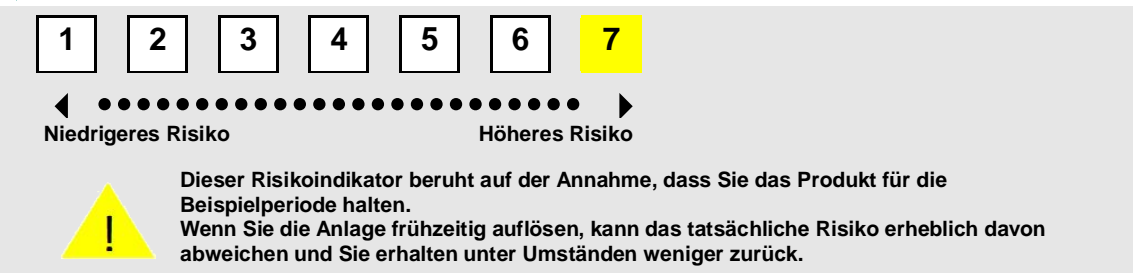 1 2 3 4 5 6 7
Niedrigeres Risiko Höheres Risiko
Dieser Risikoindikator beruht auf der Annahme, dass Sie das Produkt für die
Beispielperiode halten.
Wenn Sie die Anlage frühzeitig auflösen, kann das tatsächliche Risiko erheblich davon
abweichen und Sie erhalten unter Umständen weniger zurück.
!